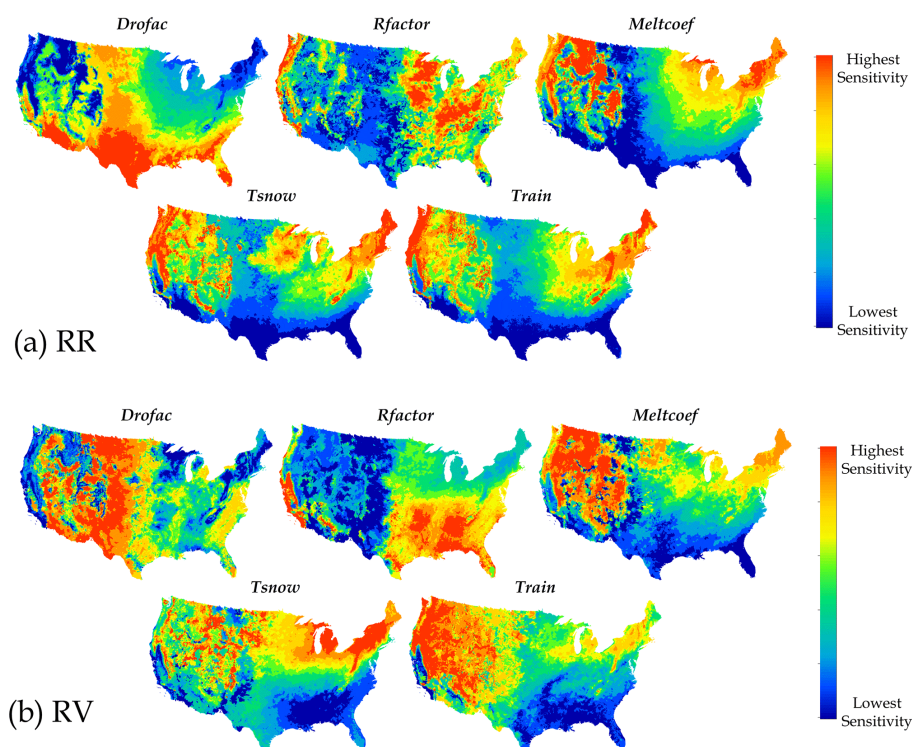 Drofac
Rfactor
Meltcoef
Highest
Sensitivity
Tsnow
Train
Lowest
Sensitivity
(a) RR
Drofac
Rfactor
Meltcoef
Highest
Sensitivity
Tsnow
Train
Lowest
Sensitivity
(b) RV